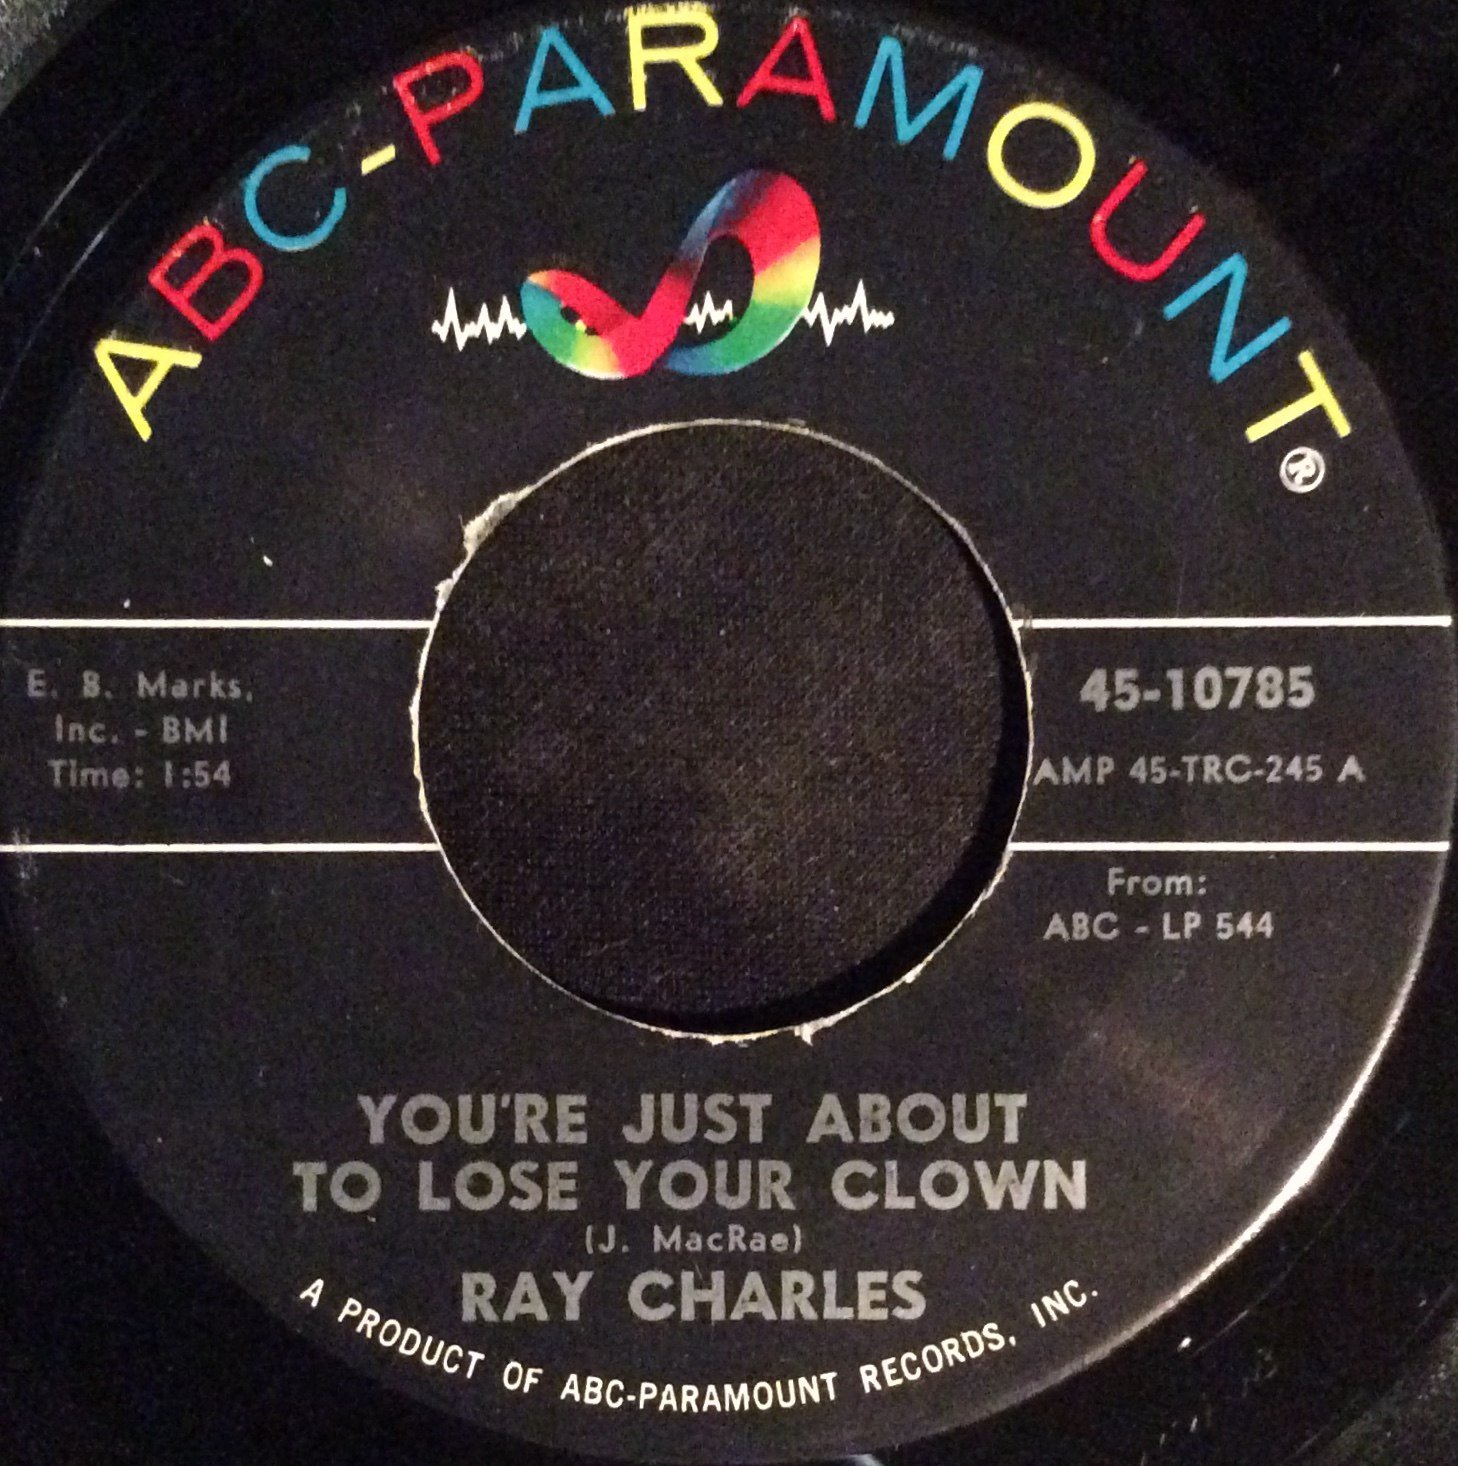 ABC-PARAMOUNT®
E. B. Marks,
Inc. - BMI
Time: 1:54
45-10785
AMP 45-TRC-245 A
From:
ABC - LP 544
YOU'RE JUST ABOUT
TO LOSE YOUR CLOWN
(J. MacRae)
RAY CHARLES
A PRODUCT OF ABC-PARAMOUNT RECORDS, INC.